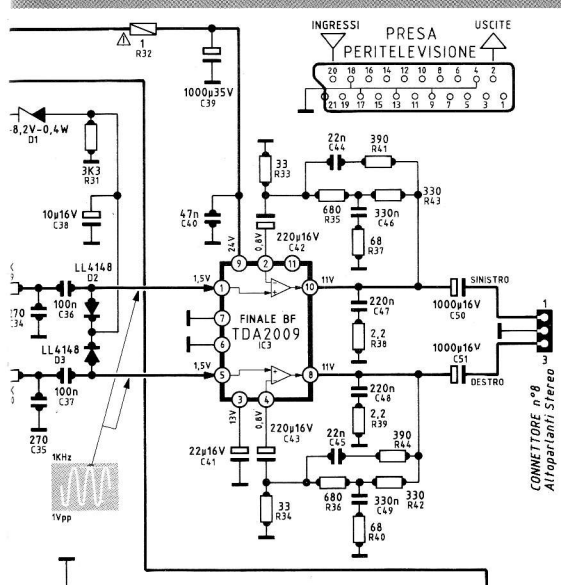 INGRESSI
USCITE
PRESA
PERITELEVISIONE
20 18 16 14 12 10 8 6 4 2
21 19 17 15 13 11 9 7 5 3 1
1
R32
1000µ35V
C39
-8,2V-0,4W
D1
3K3
R31
10µ16V
C38
33
R33
22n
C44
390
R41
680
R35
330n
C46
330
R43
68
R37
47n
C40
24V
0,8V
220µ16V
C42
9
2
11
LL4148
D2
1,5V
1
10
11V
100n
C36
270
C34
7
FINALE BF
TDA2009
IC3
6
220n
C47
2,2
R38
1000µ16V
C50
SINISTRO
1
LL4148
D3
1,5V
5
8
11V
1000µ16V
C51
DESTRO
3
100n
C37
270
C35
3
4
13V
0,8V
220µ16V
C43
22µ16V
C41
220n
C48
2,2
R39
22n
C45
390
R44
680
R36
330n
C49
330
R42
33
R34
68
R40
1KHz
1Vpp
CONNETTORE n°8
Altoparlanti Stereo